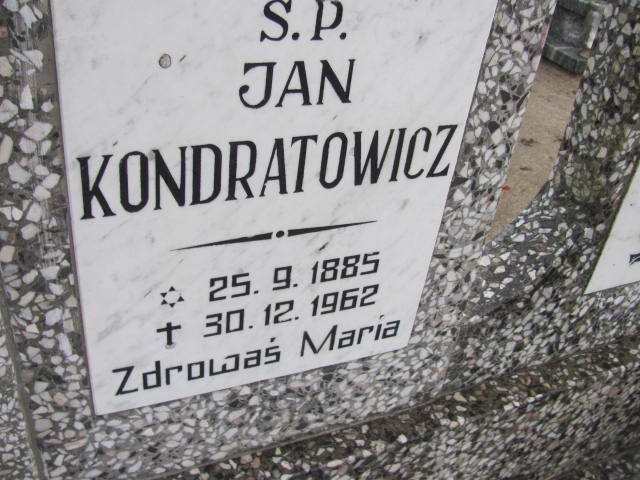 Ś.P.
JAN
KONDRATOWICZ
✡ 25.9.1885
✝ 30.12.1962
Zdrowaś Maria